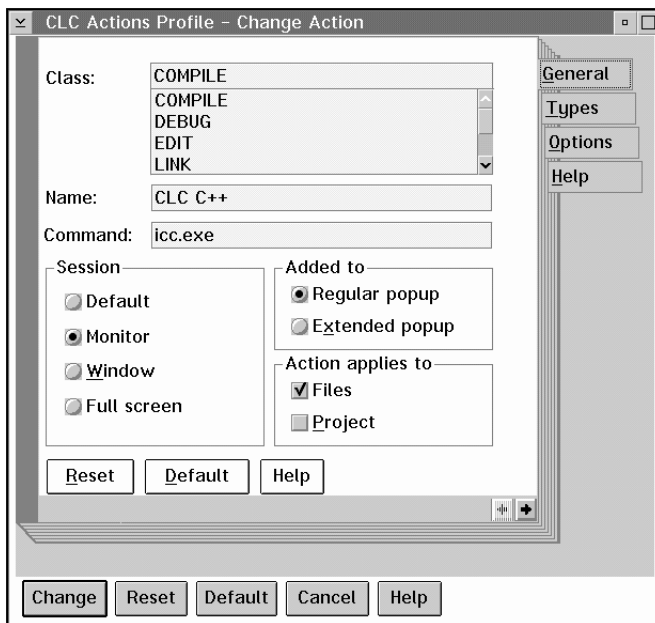 CLC Actions Profile – Change Action
Class:
COMPILE
COMPILE
DEBUG
EDIT
LINK
Name:
CLC C++
Command:
icc.exe
Session
Default
Monitor
Window
Full screen
Added to
Regular popup
Extended popup
Action applies to
Files
Project
Reset
Default
Help
General
Types
Options
Help
Change
Reset
Default
Cancel
Help